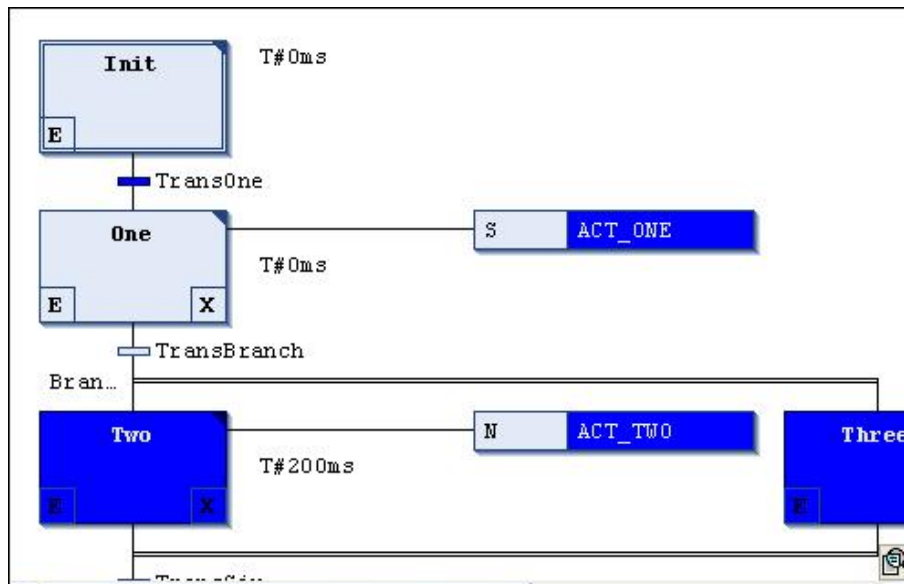 Init
T#0ms
E
TransOne
One
S ACT_ONE
T#0ms
E X
TransBranch
Bran…
Two
N ACT_TWO
Three
T#200ms
E X
E